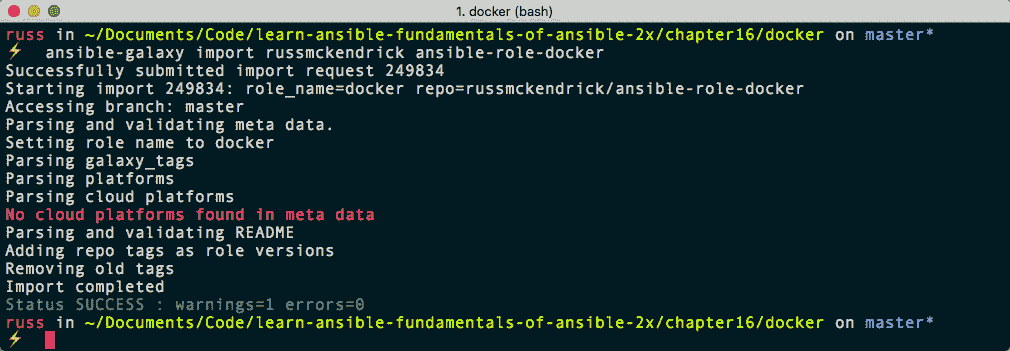 1. docker (bash)
russ in ~/Documents/Code/learn-ansible-fundamentals-of-ansible-2x/chapter16/docker on master*
⚡ ansible-galaxy import russmckendrick ansible-role-docker
Successfully submitted import request 249834
Starting import 249834: role_name=docker repo=russmckendrick/ansible-role-docker
Accessing branch: master
Parsing and validating meta data.
Setting role name to docker
Parsing galaxy_tags
Parsing platforms
Parsing cloud platforms
No cloud platforms found in meta data
Parsing and validating README
Adding repo tags as role versions
Removing old tags
Import completed
Status SUCCESS : warnings=1 errors=0
russ in ~/Documents/Code/learn-ansible-fundamentals-of-ansible-2x/chapter16/docker on master*
⚡